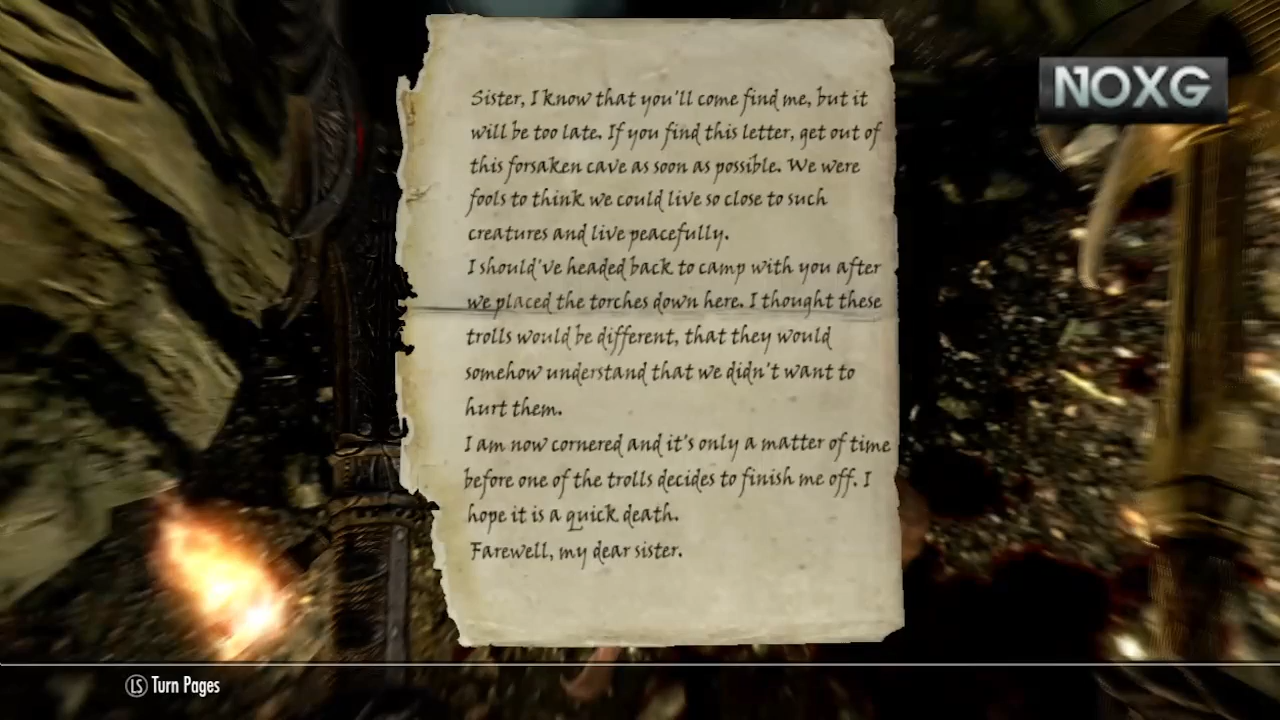 NOXG
Sister, I know that you'll come find me, but it
will be too late. If you find this letter, get out of
this forsaken cave as soon as possible. We were
fools to think we could live so close to such
creatures and live peacefully.
I should've headed back to camp with you after
we placed the torches down here. I thought these
trolls would be different, that they would
somehow understand that we didn't want to
hurt them.
I am now cornered and it's only a matter of time
before one of the trolls decides to finish me off. I
hope it is a quick death.
Farewell, my dear sister.
LS Turn Pages